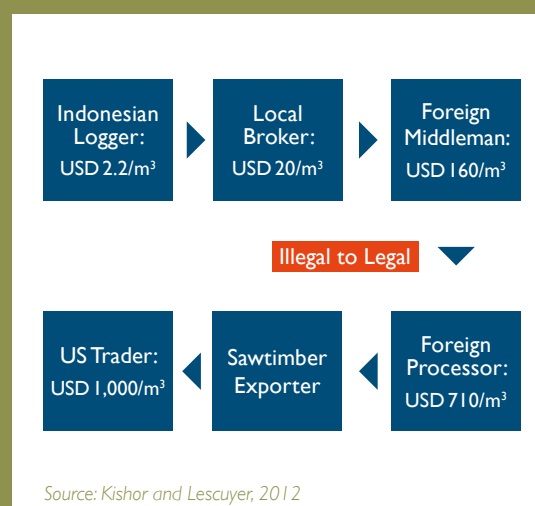 Indonesian
Logger:
USD 2.2/m³
Local
Broker:
USD 20/m³
Foreign
Middleman:
USD 160/m³
Illegal to Legal
Foreign
Processor:
USD 710/m³
Sawtimber
Exporter
US Trader:
USD 1,000/m³
Source: Kishor and Lescuyer, 2012